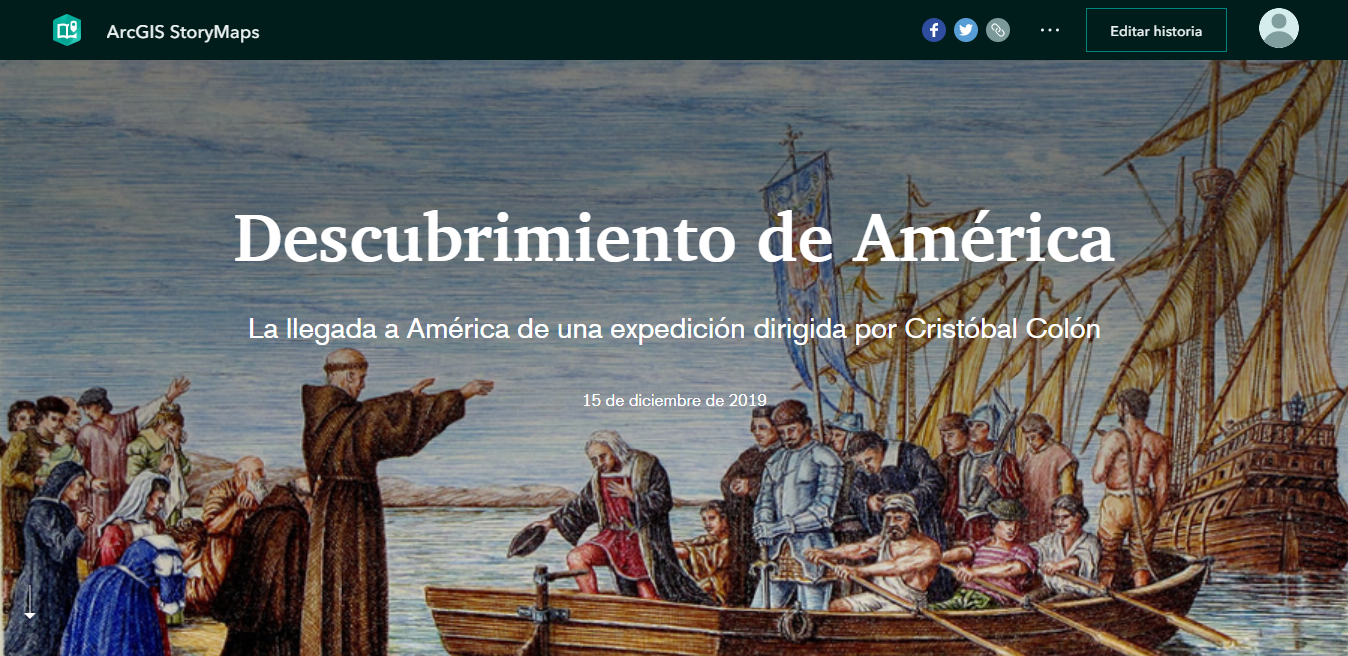 ArcGIS StoryMaps
Editar historia
Descubrimiento de América
La llegada a América de una expedición dirigida por Cristóbal Colón
15 de diciembre de 2019